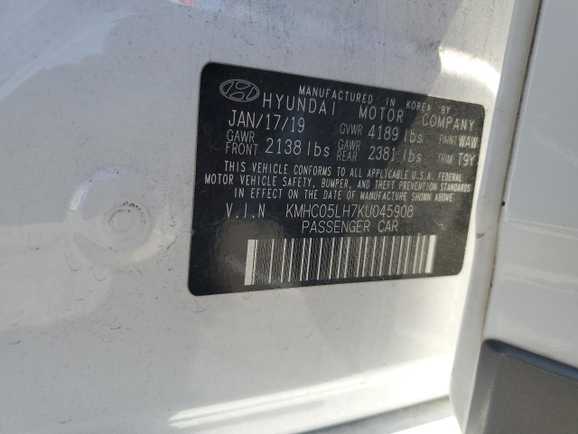 MANUFACTURED IN KOREA BY
HYUNDAI MOTOR COMPANY
JAN/17/19 GVWR 4189 lbs PAINT WAW
GAWR FRONT 2138 lbs GAWR REAR 2381 lbs TRIM T9Y
THIS VEHICLE CONFORMS TO ALL APPLICABLE U.S.A. FEDERAL
MOTOR VEHICLE SAFETY, BUMPER, AND THEFT PREVENTION STANDARDS
IN EFFECT ON THE DATE OF MANUFACTURE SHOWN ABOVE.
V.I.N KMHC05LH7KU045908
PASSENGER CAR